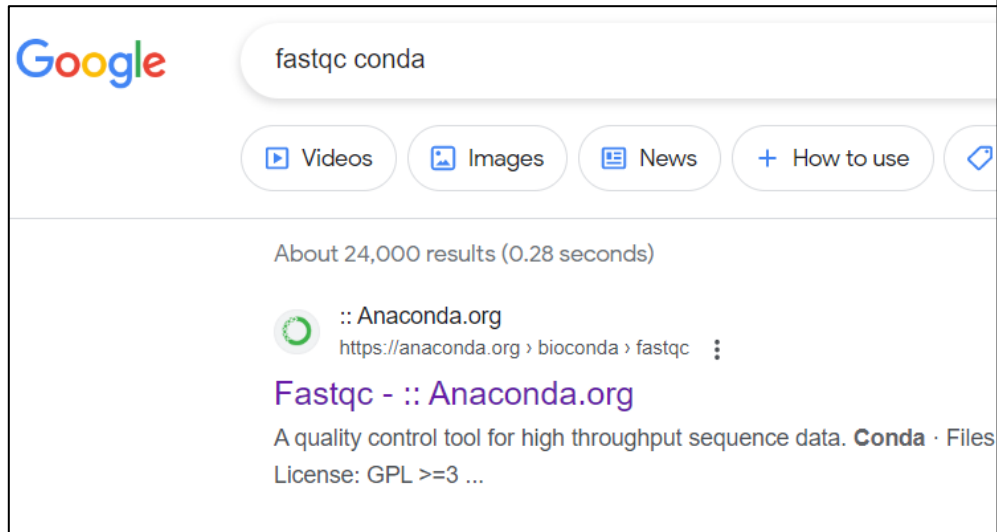 Google
fastqc conda
Videos
Images
News
+ How to use
About 24,000 results (0.28 seconds)
:: Anaconda.org
https://anaconda.org › bioconda › fastqc
Fastqc - :: Anaconda.org
A quality control tool for high throughput sequence data. Conda · Files
License: GPL >=3 ...